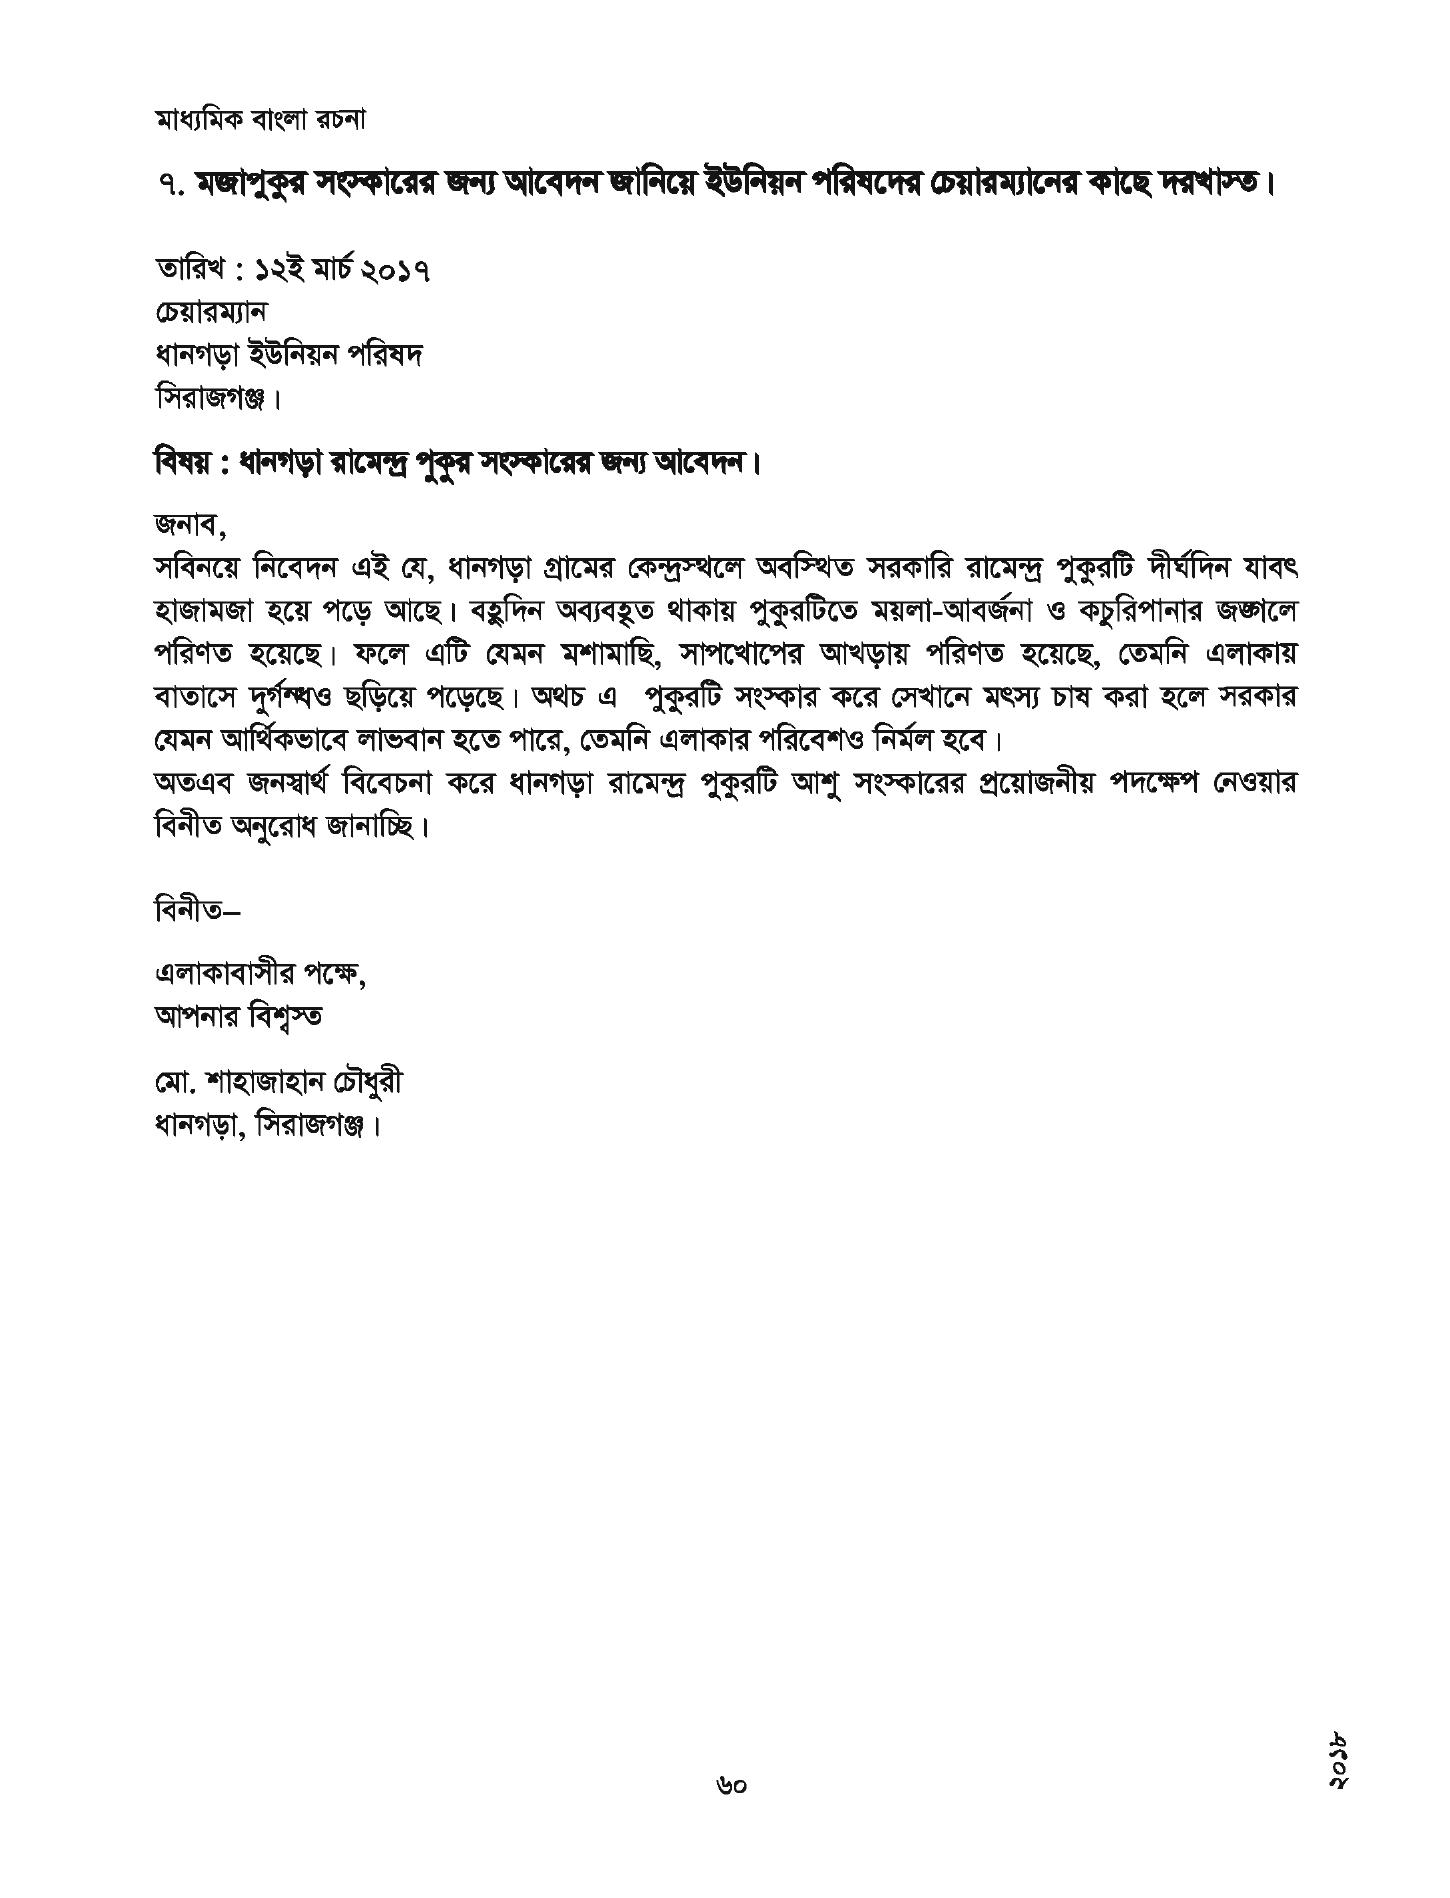 মাধ্যমিক বাংলা রচনা
৭. মজাপুকুর সংস্কারের জন্য আবেদন জানিয়ে ইউনিয়ন পরিষদের চেয়ারম্যানের কাছে দরখাস্ত।
তারিখ : ১২ই মার্চ ২০১৭
চেয়ারম্যান
ধানগড়া ইউনিয়ন পরিষদ
সিরাজগঞ্জ।
বিষয় : ধানগড়া রামেন্দ্র পুকুর সংস্কারের জন্য আবেদন।
জনাব,
সবিনয়ে নিবেদন এই যে, ধানগড়া গ্রামের কেন্দ্রস্থলে অবস্থিত সরকারি রামেন্দ্র পুকুরটি দীর্ঘদিন যাবৎ
হাজামজা হয়ে পড়ে আছে। বহুদিন অব্যবহৃত থাকায় পুকুরটিতে ময়লা-আবর্জনা ও কচুরিপানার জঙ্গলে
পরিণত হয়েছে। ফলে এটি যেমন মশামাছি, সাপখোপের আখড়ায় পরিণত হয়েছে, তেমনি এলাকায়
বাতাসে দুর্গন্ধও ছড়িয়ে পড়েছে। অথচ এ পুকুরটি সংস্কার করে সেখানে মৎস্য চাষ করা হলে সরকার
যেমন আর্থিকভাবে লাভবান হতে পারে, তেমনি এলাকার পরিবেশও নির্মল হবে।
অতএব জনস্বার্থ বিবেচনা করে ধানগড়া রামেন্দ্র পুকুরটি আশু সংস্কারের প্রয়োজনীয় পদক্ষেপ নেওয়ার
বিনীত অনুরোধ জানাচ্ছি।
বিনীত–
এলাকাবাসীর পক্ষে,
আপনার বিশ্বস্ত
মো. শাহাজাহান চৌধুরী
ধানগড়া, সিরাজগঞ্জ।
৬০
২০১৮